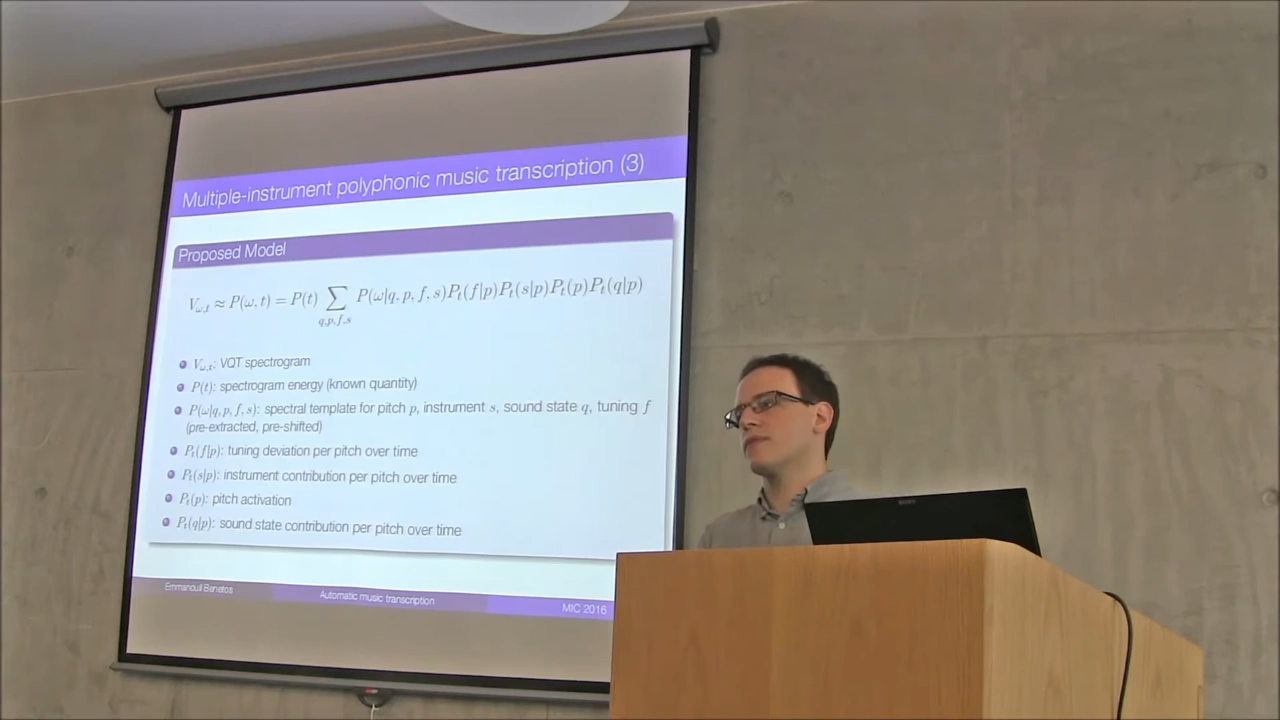 Multiple-instrument polyphonic music transcription (3)
Proposed Model
V_{ω,t} ≈ P(ω, t) = P(t) ∑_{q,p,f,s} P(ω|q, p, f, s)P_t(f|p)P_t(s|p)P_t(p)P_t(q|p)
V_{ω,t}: VQT spectrogram
P(t): spectrogram energy (known quantity)
P(ω|q, p, f, s): spectral template for pitch p, instrument s, sound state q, tuning f
(pre-extracted, pre-shifted)
P_t(f|p): tuning deviation per pitch over time
P_t(s|p): instrument contribution per pitch over time
P_t(p): pitch activation
P_t(q|p): sound state contribution per pitch over time
Emmanouil Benetos
Automatic music transcription
MIC 2016
SONY